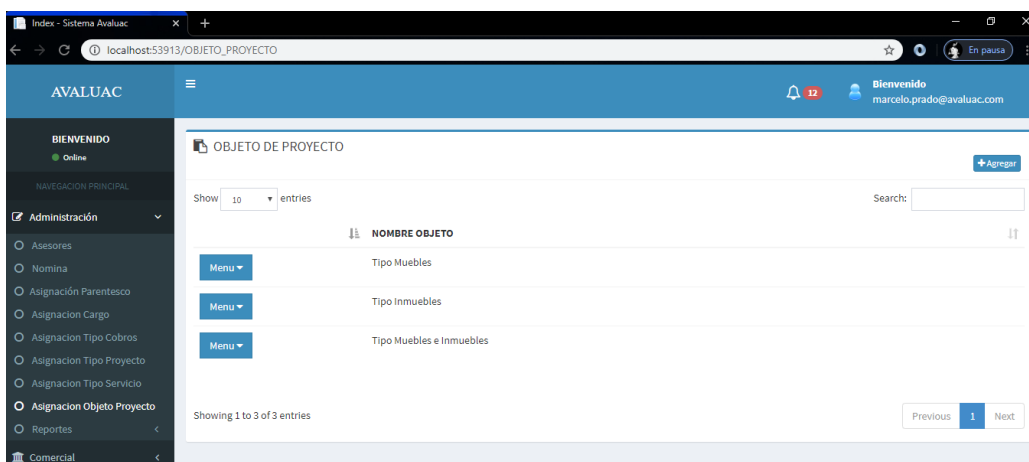 Index - Sistema Avaluac
localhost:53913/OBJETO_PROYECTO
En pausa
AVALUAC
12
Bienvenido
marcelo.prado@avaluac.com
BIENVENIDO
Online
NAVEGACION PRINCIPAL
Administración
Asesores
Nomina
Asignación Parentesco
Asignacion Cargo
Asignacion Tipo Cobros
Asignacion Tipo Proyecto
Asignacion Tipo Servicio
Asignacion Objeto Proyecto
Reportes
Comercial
OBJETO DE PROYECTO
Agregar
Show 10 entries
Search:
NOMBRE OBJETO
Menu Tipo Muebles
Menu Tipo Inmuebles
Menu Tipo Muebles e Inmuebles
Showing 1 to 3 of 3 entries
Previous 1 Next